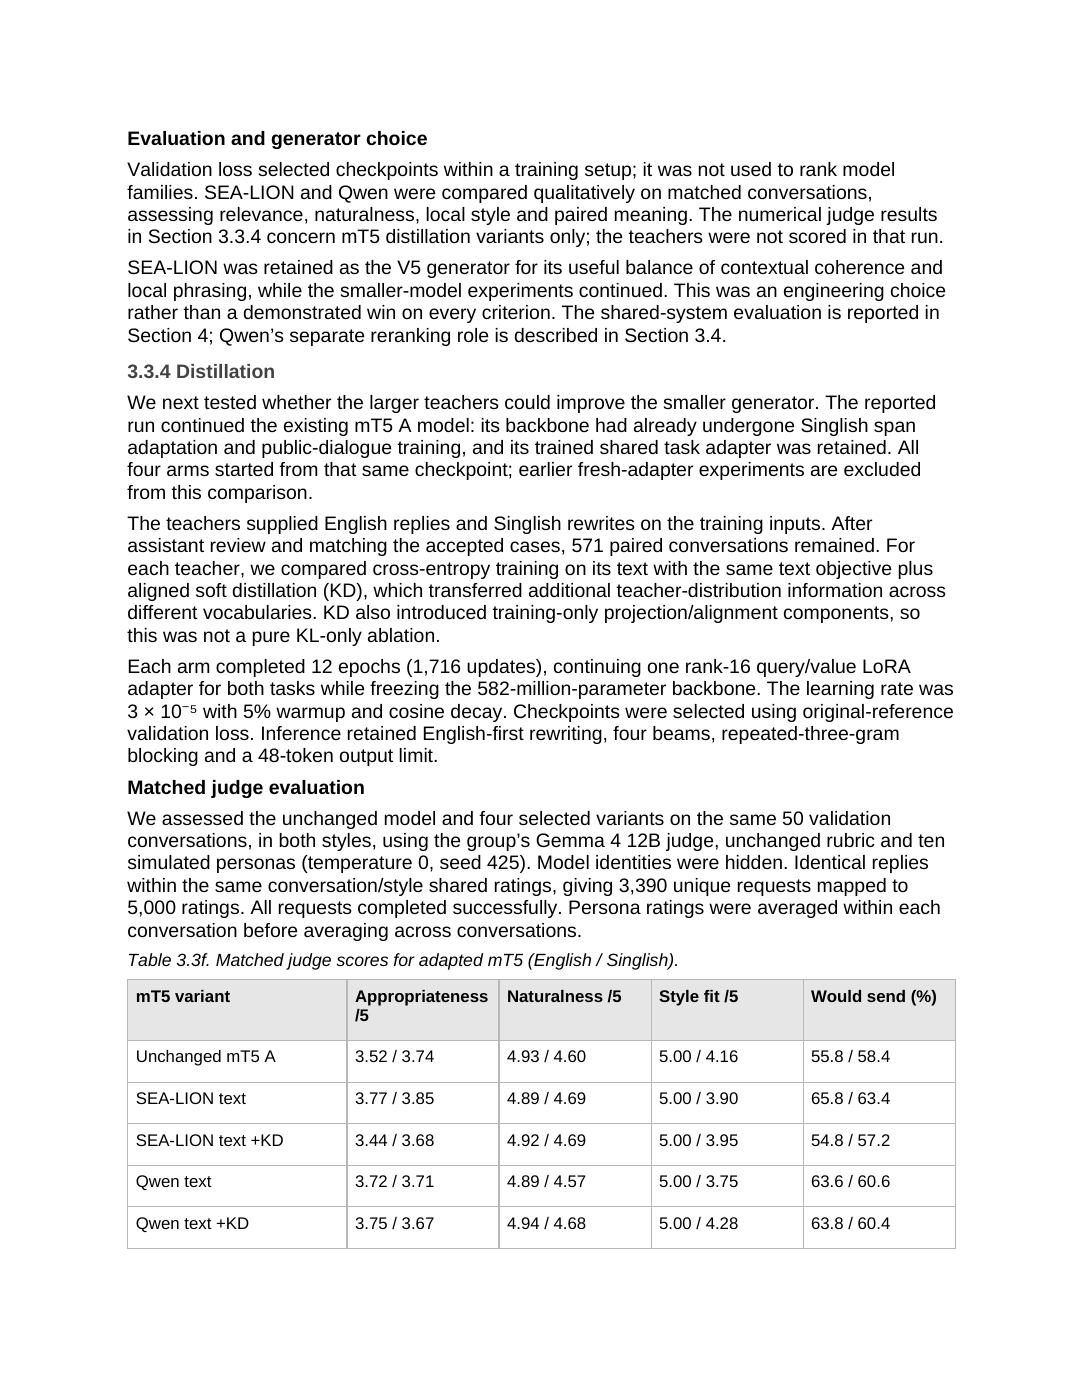 Evaluation and generator choice
Validation loss selected checkpoints within a training setup; it was not used to rank model
families. SEA-LION and Qwen were compared qualitatively on matched conversations,
assessing relevance, naturalness, local style and paired meaning. The numerical judge results
in Section 3.3.4 concern mT5 distillation variants only; the teachers were not scored in that run.
SEA-LION was retained as the V5 generator for its useful balance of contextual coherence and
local phrasing, while the smaller-model experiments continued. This was an engineering choice
rather than a demonstrated win on every criterion. The shared-system evaluation is reported in
Section 4; Qwen’s separate reranking role is described in Section 3.4.
3.3.4 Distillation
We next tested whether the larger teachers could improve the smaller generator. The reported
run continued the existing mT5 A model: its backbone had already undergone Singlish span
adaptation and public-dialogue training, and its trained shared task adapter was retained. All
four arms started from that same checkpoint; earlier fresh-adapter experiments are excluded
from this comparison.
The teachers supplied English replies and Singlish rewrites on the training inputs. After
assistant review and matching the accepted cases, 571 paired conversations remained. For
each teacher, we compared cross-entropy training on its text with the same text objective plus
aligned soft distillation (KD), which transferred additional teacher-distribution information across
different vocabularies. KD also introduced training-only projection/alignment components, so
this was not a pure KL-only ablation.
Each arm completed 12 epochs (1,716 updates), continuing one rank-16 query/value LoRA
adapter for both tasks while freezing the 582-million-parameter backbone. The learning rate was
3 × 10⁻⁵ with 5% warmup and cosine decay. Checkpoints were selected using original-reference
validation loss. Inference retained English-first rewriting, four beams, repeated-three-gram
blocking and a 48-token output limit.
Matched judge evaluation
We assessed the unchanged model and four selected variants on the same 50 validation
conversations, in both styles, using the group’s Gemma 4 12B judge, unchanged rubric and ten
simulated personas (temperature 0, seed 425). Model identities were hidden. Identical replies
within the same conversation/style shared ratings, giving 3,390 unique requests mapped to
5,000 ratings. All requests completed successfully. Persona ratings were averaged within each
conversation before averaging across conversations.
Table 3.3f. Matched judge scores for adapted mT5 (English / Singlish).
mT5 variant Appropriateness /5 Naturalness /5 Style fit /5 Would send (%)
Unchanged mT5 A 3.52 / 3.74 4.93 / 4.60 5.00 / 4.16 55.8 / 58.4
SEA-LION text 3.77 / 3.85 4.89 / 4.69 5.00 / 3.90 65.8 / 63.4
SEA-LION text +KD 3.44 / 3.68 4.92 / 4.69 5.00 / 3.95 54.8 / 57.2
Qwen text 3.72 / 3.71 4.89 / 4.57 5.00 / 3.75 63.6 / 60.6
Qwen text +KD 3.75 / 3.67 4.94 / 4.68 5.00 / 4.28 63.8 / 60.4